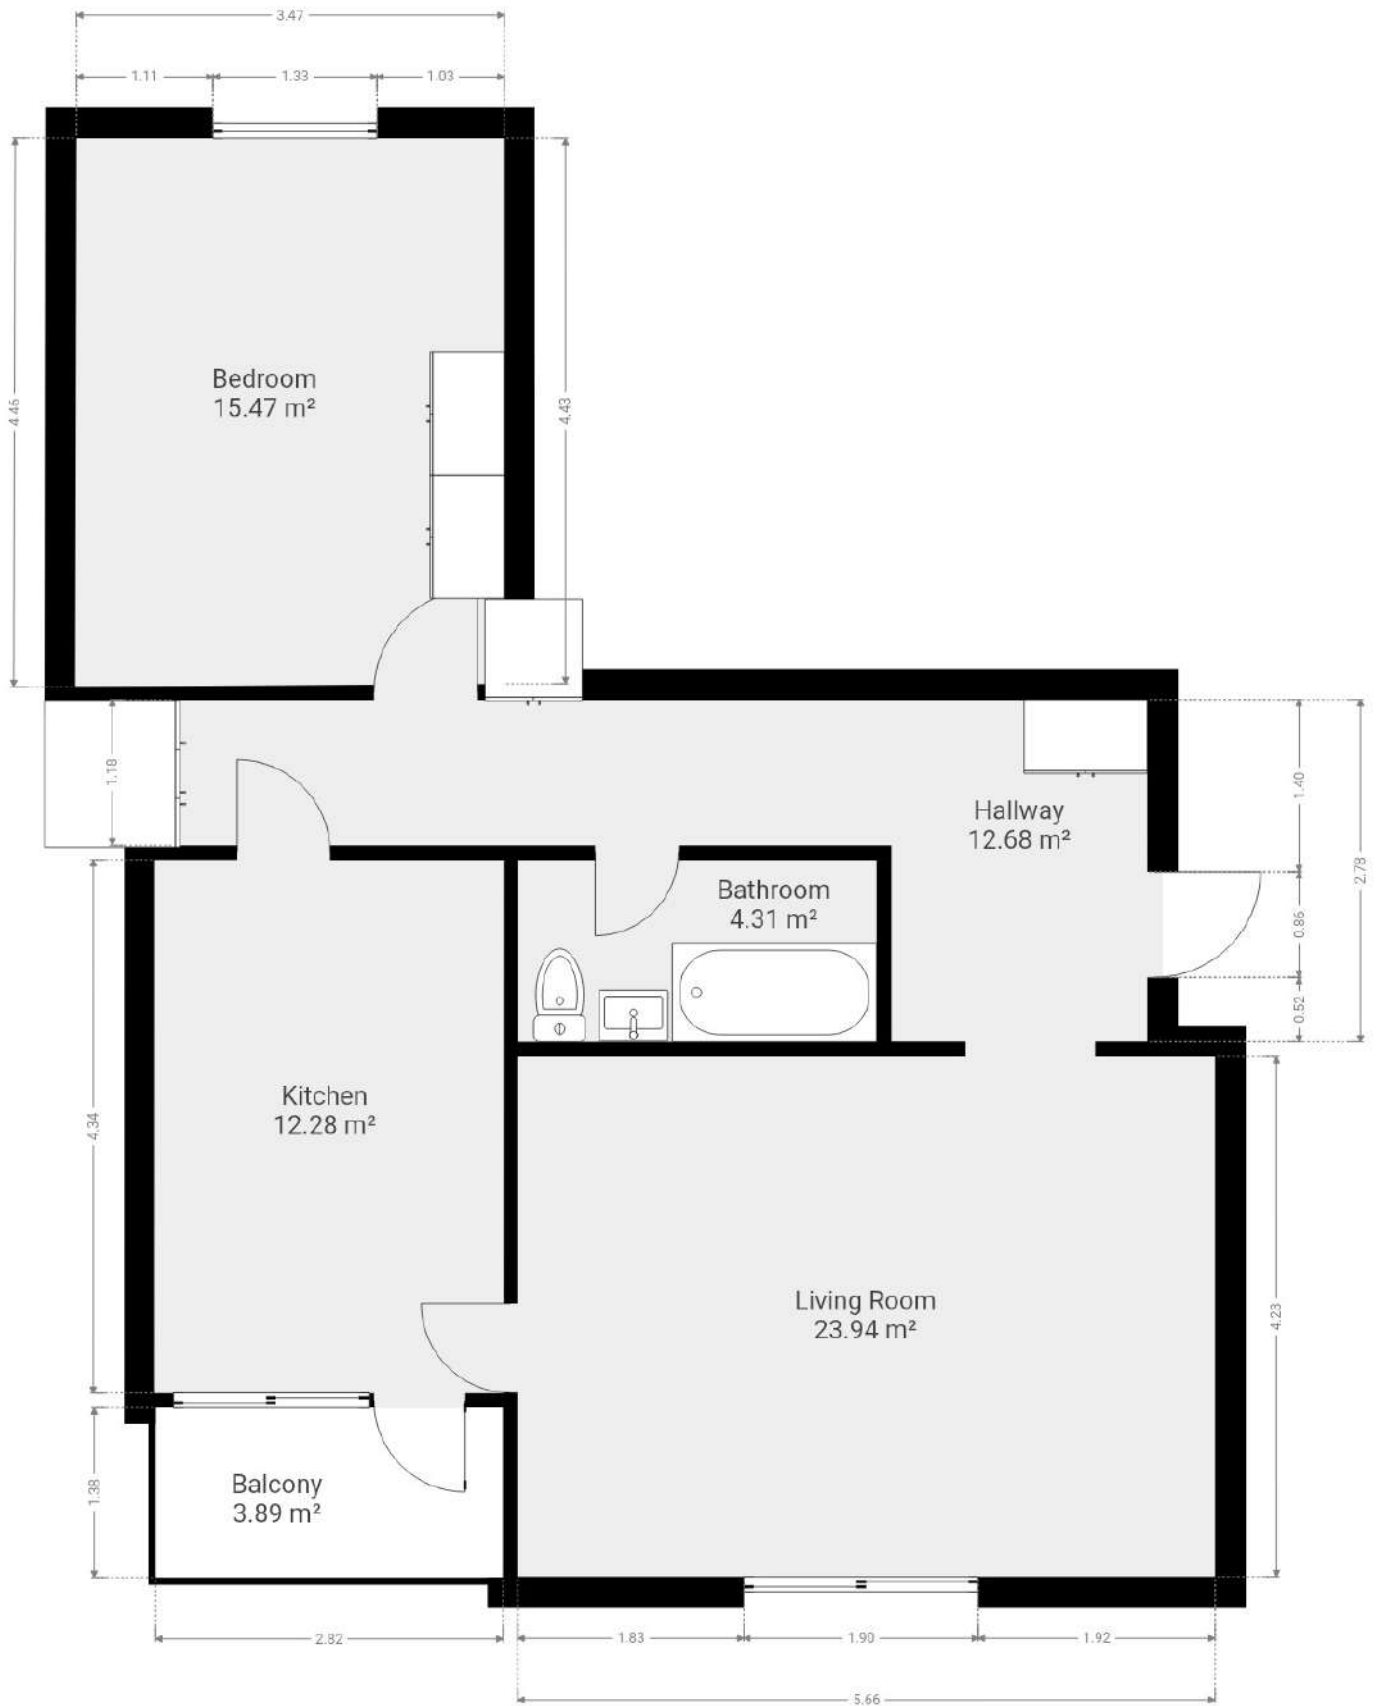 3.47
1.11
1.33
1.03
4.46
4.43
Bedroom
15.47 m²
1.18
1.40
Hallway
12.68 m²
2.78
0.86
Bathroom
4.31 m²
0.52
Kitchen
12.28 m²
4.34
Living Room
23.94 m²
4.23
Balcony
3.89 m²
1.38
2.82
1.83
1.90
1.92
5.66